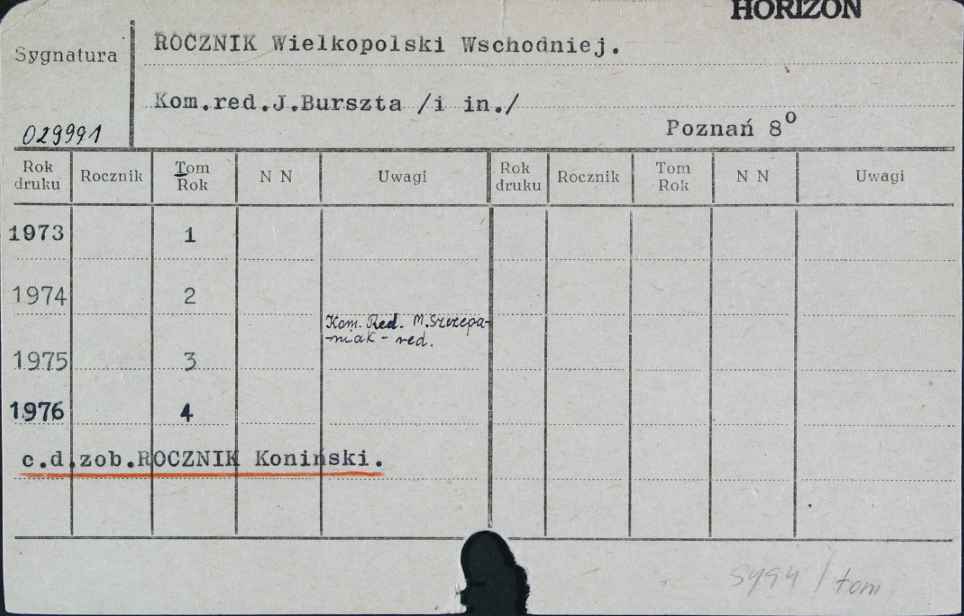 HORIZON
Sygnatura
ROCZNIK Wielkopolski Wschodniej.
Kom.red.J.Burszta /i in./
029991
Poznań 8o
Rok druku Rocznik Tom Rok N N Uwagi Rok druku Rocznik Tom Rok N N Uwagi
1973 1
1974 2
Kom. Red. M.Szczepa-
-niak - red.
1975 3
1976 4
c.d.zob.ROCZNIK Koniński.
sygn / tom